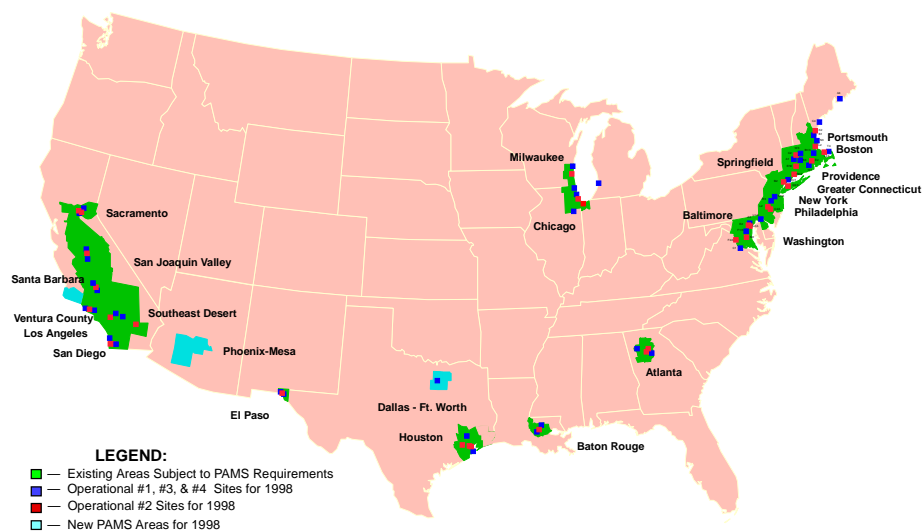 Milwaukee
Portsmouth
Boston
Springfield
Providence
Greater Connecticut
New York
Philadelphia
Baltimore
Washington
Chicago
Sacramento
San Joaquin Valley
Santa Barbara
Southeast Desert
Ventura County
Los Angeles
San Diego
Phoenix-Mesa
Atlanta
El Paso
Dallas - Ft. Worth
Houston
Baton Rouge
LEGEND:
— Existing Areas Subject to PAMS Requirements
— Operational #1, #3, & #4 Sites for 1998
— Operational #2 Sites for 1998
— New PAMS Areas for 1998